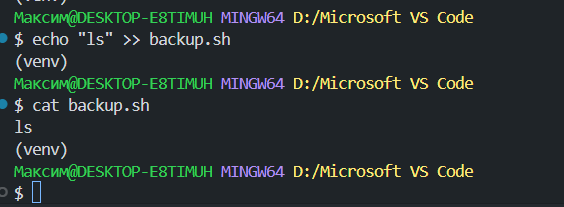 Максим@DESKTOP-E8TIMUH MINGW64 D:/Microsoft VS Code
$ echo "ls" >> backup.sh
(venv)
Максим@DESKTOP-E8TIMUH MINGW64 D:/Microsoft VS Code
$ cat backup.sh
ls
(venv)
Максим@DESKTOP-E8TIMUH MINGW64 D:/Microsoft VS Code
$